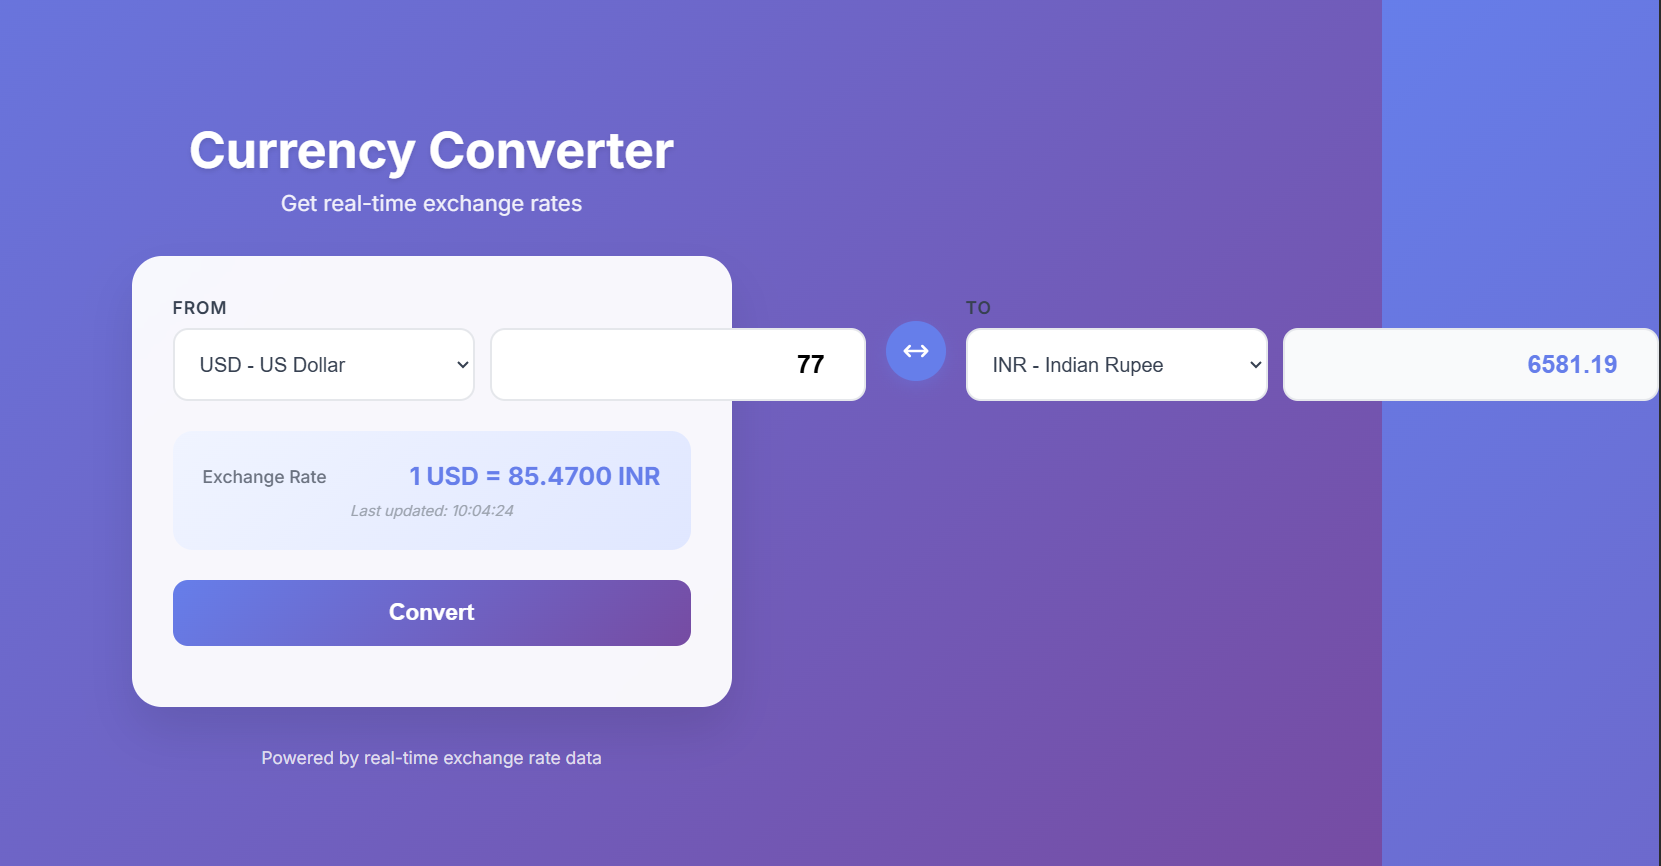 Currency Converter
Get real-time exchange rates
FROM
TO
USD - US Dollar
77
INR - Indian Rupee
6581.19
Exchange Rate
1 USD = 85.4700 INR
Last updated: 10:04:24
Convert
Powered by real-time exchange rate data